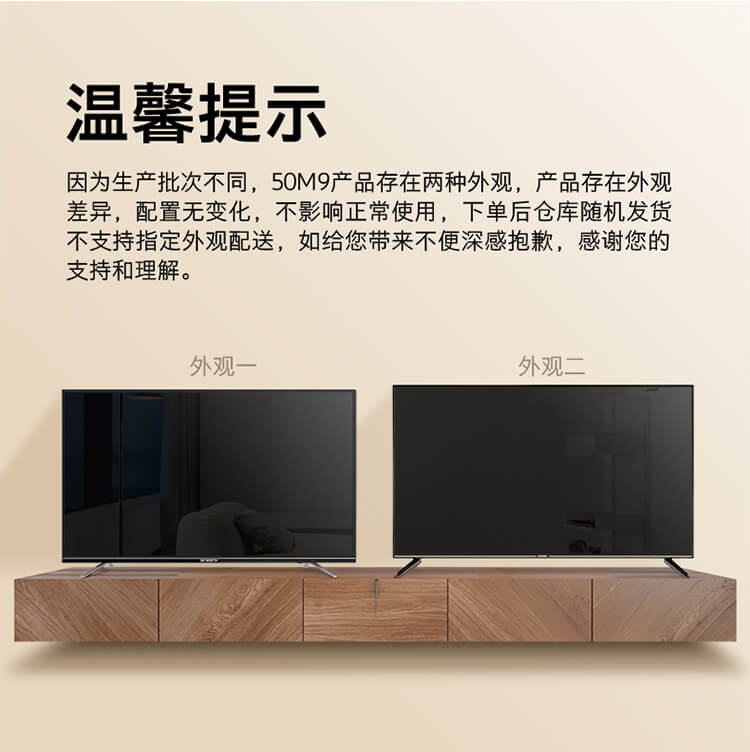 温馨提示
因为生产批次不同，50M9产品存在两种外观，产品存在外观
差异，配置无变化，不影响正常使用，下单后仓库随机发货
不支持指定外观配送，如给您带来不便深感抱歉，感谢您的
支持和理解。
外观一
外观二